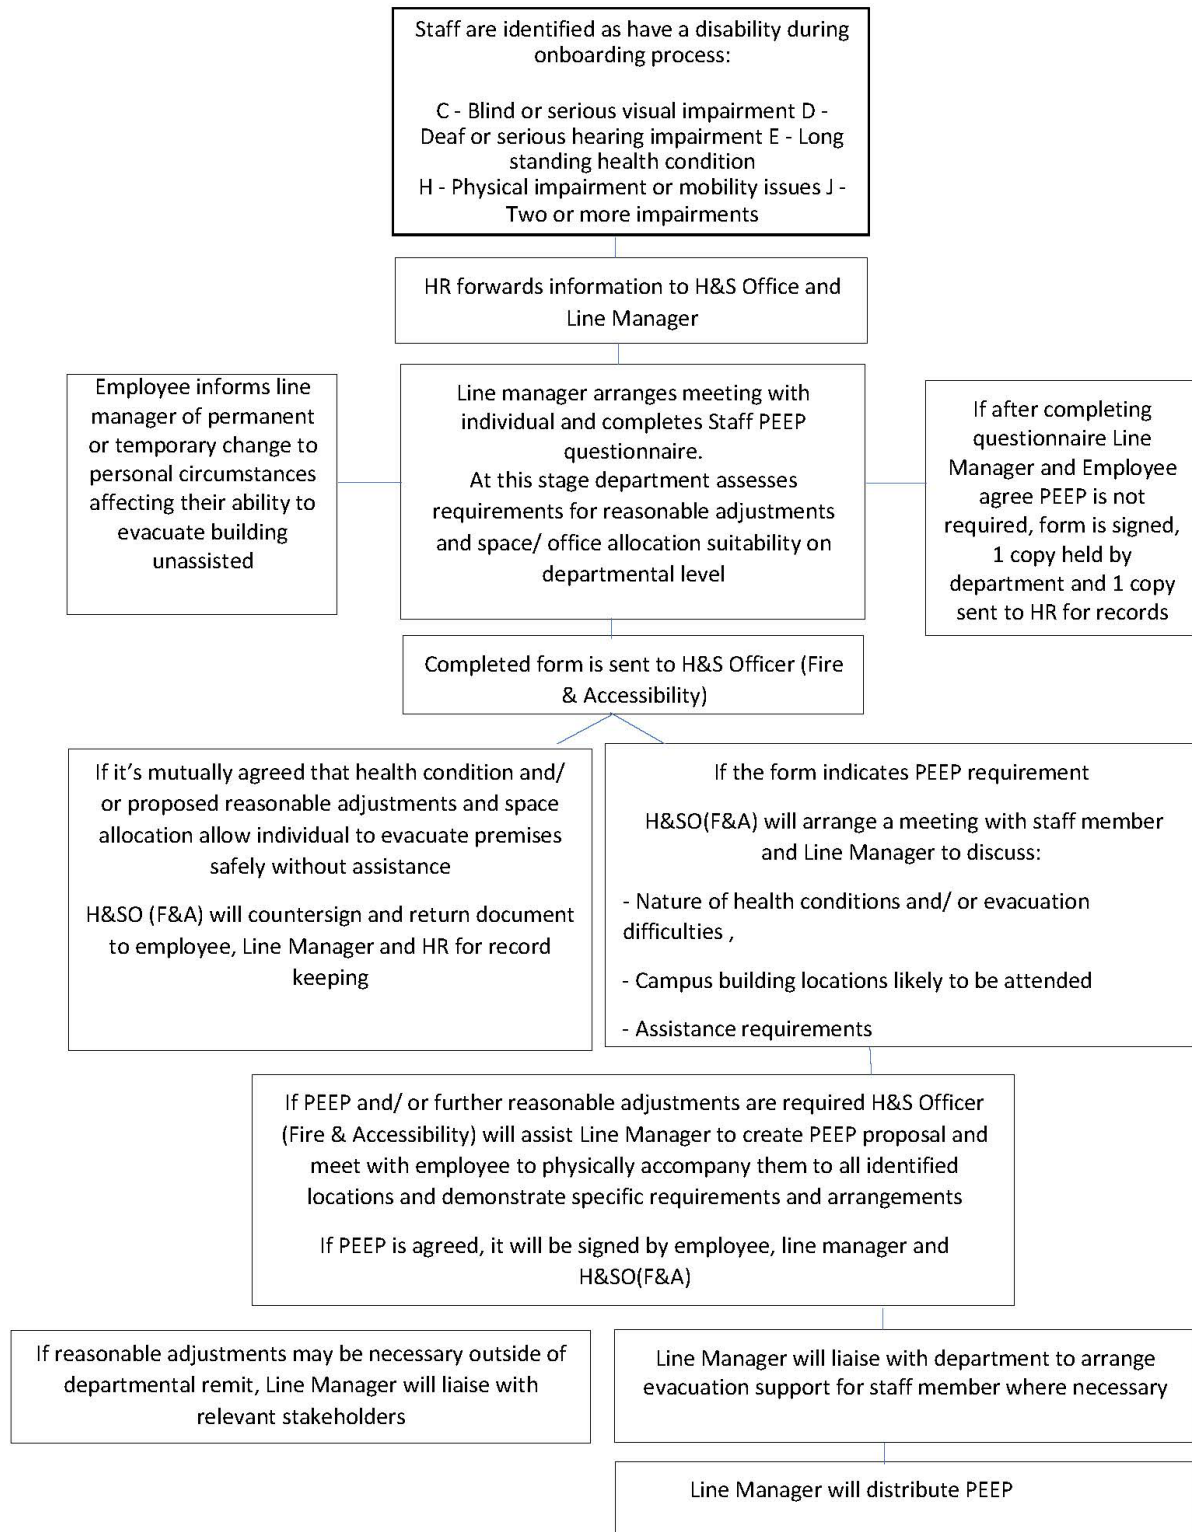 Staff are identified as have a disability during
onboarding process:
C - Blind or serious visual impairment D -
Deaf or serious hearing impairment E - Long
standing health condition
H - Physical impairment or mobility issues J -
Two or more impairments
HR forwards information to H&S Office and
Line Manager
Employee informs line
manager of permanent
or temporary change to
personal circumstances
affecting their ability to
evacuate building
unassisted
Line manager arranges meeting with
individual and completes Staff PEEP
questionnaire.
At this stage department assesses
requirements for reasonable adjustments
and space/ office allocation suitability on
departmental level
If after completing
questionnaire Line
Manager and Employee
agree PEEP is not
required, form is signed,
1 copy held by
department and 1 copy
sent to HR for records
Completed form is sent to H&S Officer (Fire
& Accessibility)
If it’s mutually agreed that health condition and/
or proposed reasonable adjustments and space
allocation allow individual to evacuate premises
safely without assistance
H&SO (F&A) will countersign and return document
to employee, Line Manager and HR for record
keeping
If the form indicates PEEP requirement
H&SO(F&A) will arrange a meeting with staff member
and Line Manager to discuss:
- Nature of health conditions and/ or evacuation
difficulties ,
- Campus building locations likely to be attended
- Assistance requirements
If PEEP and/ or further reasonable adjustments are required H&S Officer
(Fire & Accessibility) will assist Line Manager to create PEEP proposal and
meet with employee to physically accompany them to all identified
locations and demonstrate specific requirements and arrangements
If PEEP is agreed, it will be signed by employee, line manager and
H&SO(F&A)
If reasonable adjustments may be necessary outside of
departmental remit, Line Manager will liaise with
relevant stakeholders
Line Manager will liaise with department to arrange
evacuation support for staff member where necessary
Line Manager will distribute PEEP